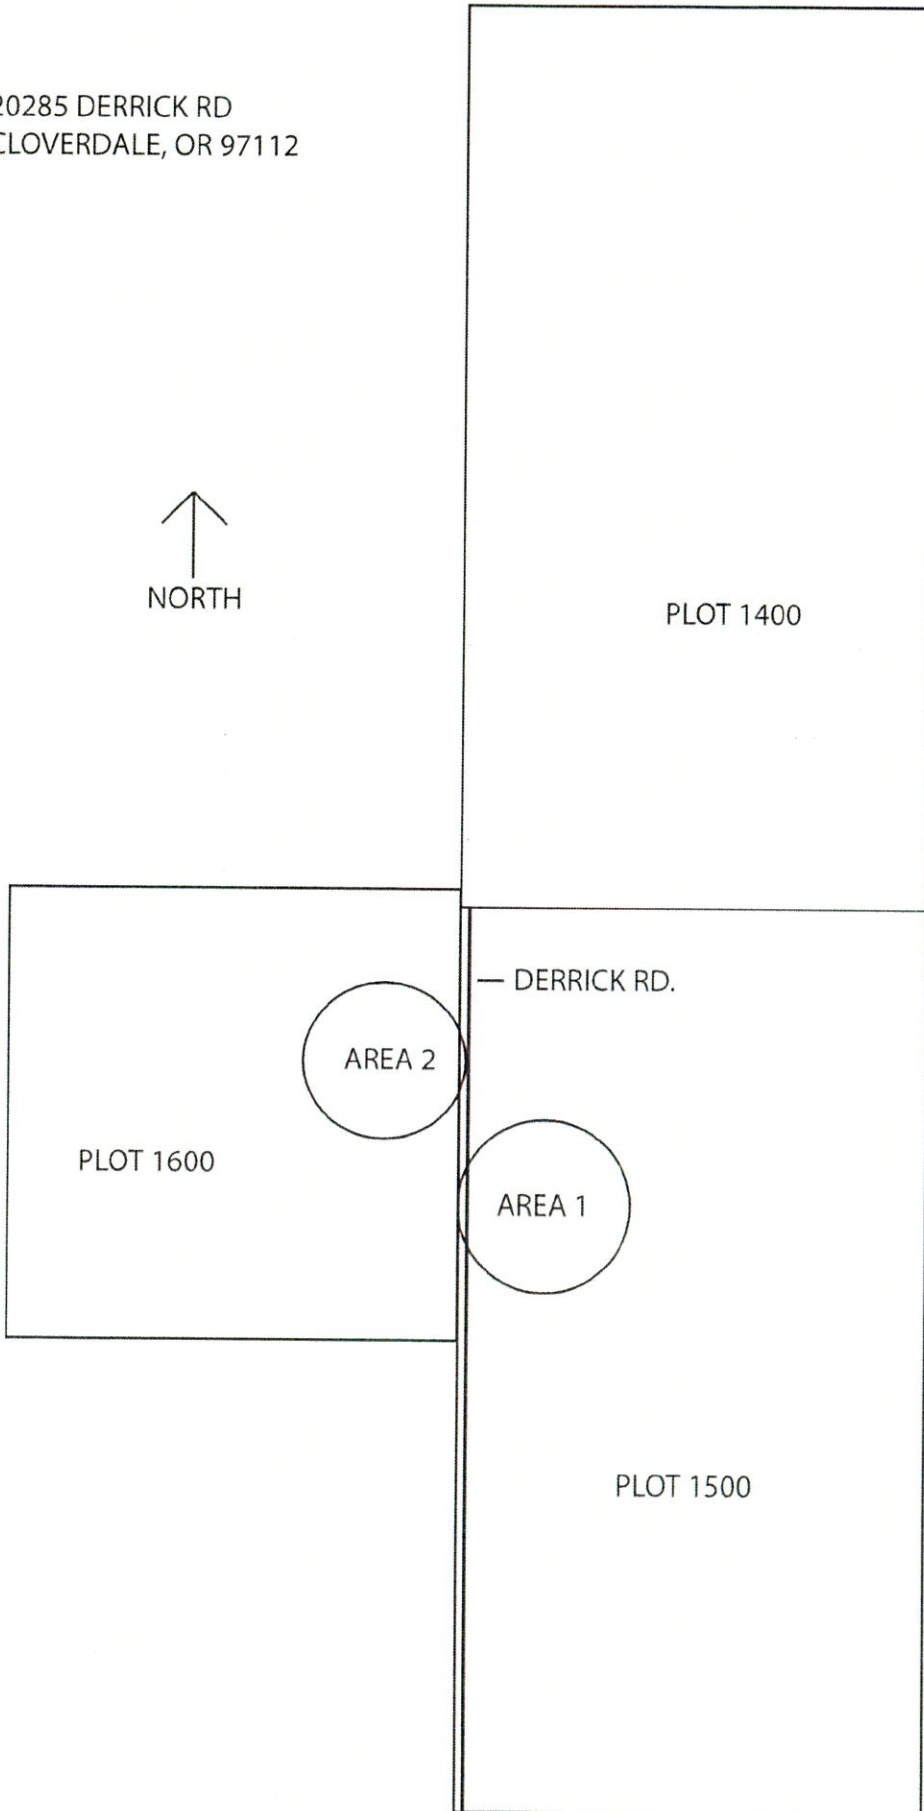 20285 DERRICK RD
CLOVERDALE, OR 97112
NORTH
PLOT 1400
— DERRICK RD.
AREA 2
PLOT 1600
AREA 1
PLOT 1500